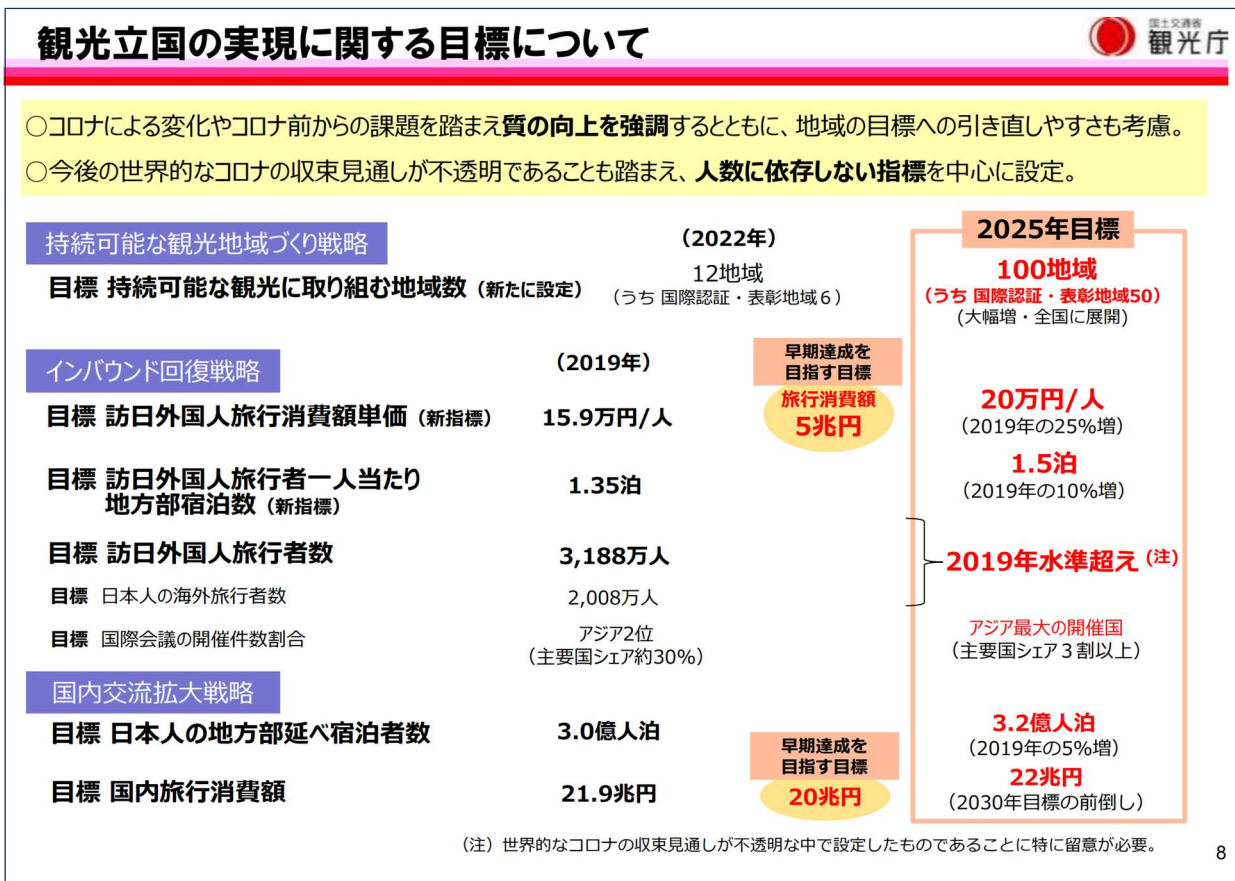 観光立国の実現に関する目標について
国土交通省
観光庁
○コロナによる変化やコロナ前からの課題を踏まえ質の向上を強調するとともに、地域の目標への引き直しやすさも考慮。
○今後の世界的なコロナの収束見通しが不透明であることも踏まえ、人数に依存しない指標を中心に設定。
持続可能な観光地域づくり戦略
(2022年)
2025年目標
目標 持続可能な観光に取り組む地域数（新たに設定）
12地域
（うち 国際認証・表彰地域６）
100地域
（うち 国際認証・表彰地域50）
(大幅増・全国に展開)
インバウンド回復戦略
(2019年)
早期達成を
目指す目標
目標 訪日外国人旅行消費額単価（新指標）
15.9万円/人
旅行消費額
5兆円
20万円/人
（2019年の25%増）
目標 訪日外国人旅行者一人当たり
地方部宿泊数（新指標）
1.35泊
1.5泊
（2019年の10%増）
目標 訪日外国人旅行者数
3,188万人
2019年水準超え（注）
目標 日本人の海外旅行者数
2,008万人
目標 国際会議の開催件数割合
アジア2位
（主要国シェア約30%）
アジア最大の開催国
（主要国シェア３割以上）
国内交流拡大戦略
目標 日本人の地方部延べ宿泊者数
3.0億人泊
3.2億人泊
（2019年の5%増）
早期達成を
目指す目標
目標 国内旅行消費額
21.9兆円
20兆円
22兆円
（2030年目標の前倒し）
（注）世界的なコロナの収束見通しが不透明な中で設定したものであることに特に留意が必要。
8